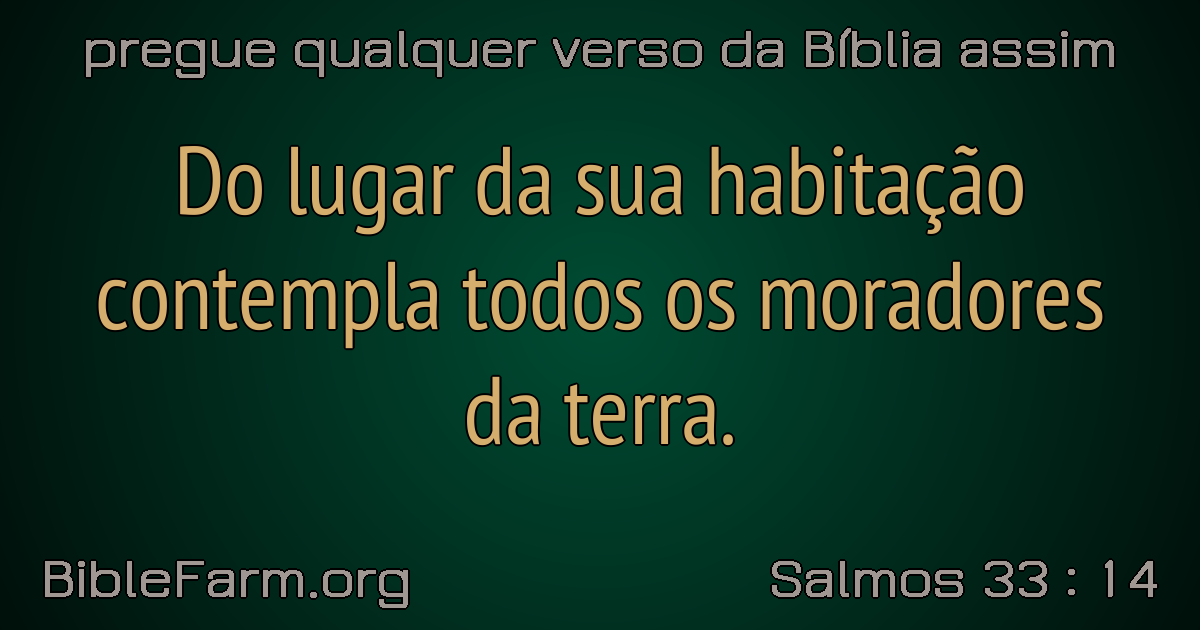 pregue qualquer verso da Bíblia assim
Do lugar da sua habitação
contempla todos os moradores
da terra.
BibleFarm.org
Salmos 33 : 14